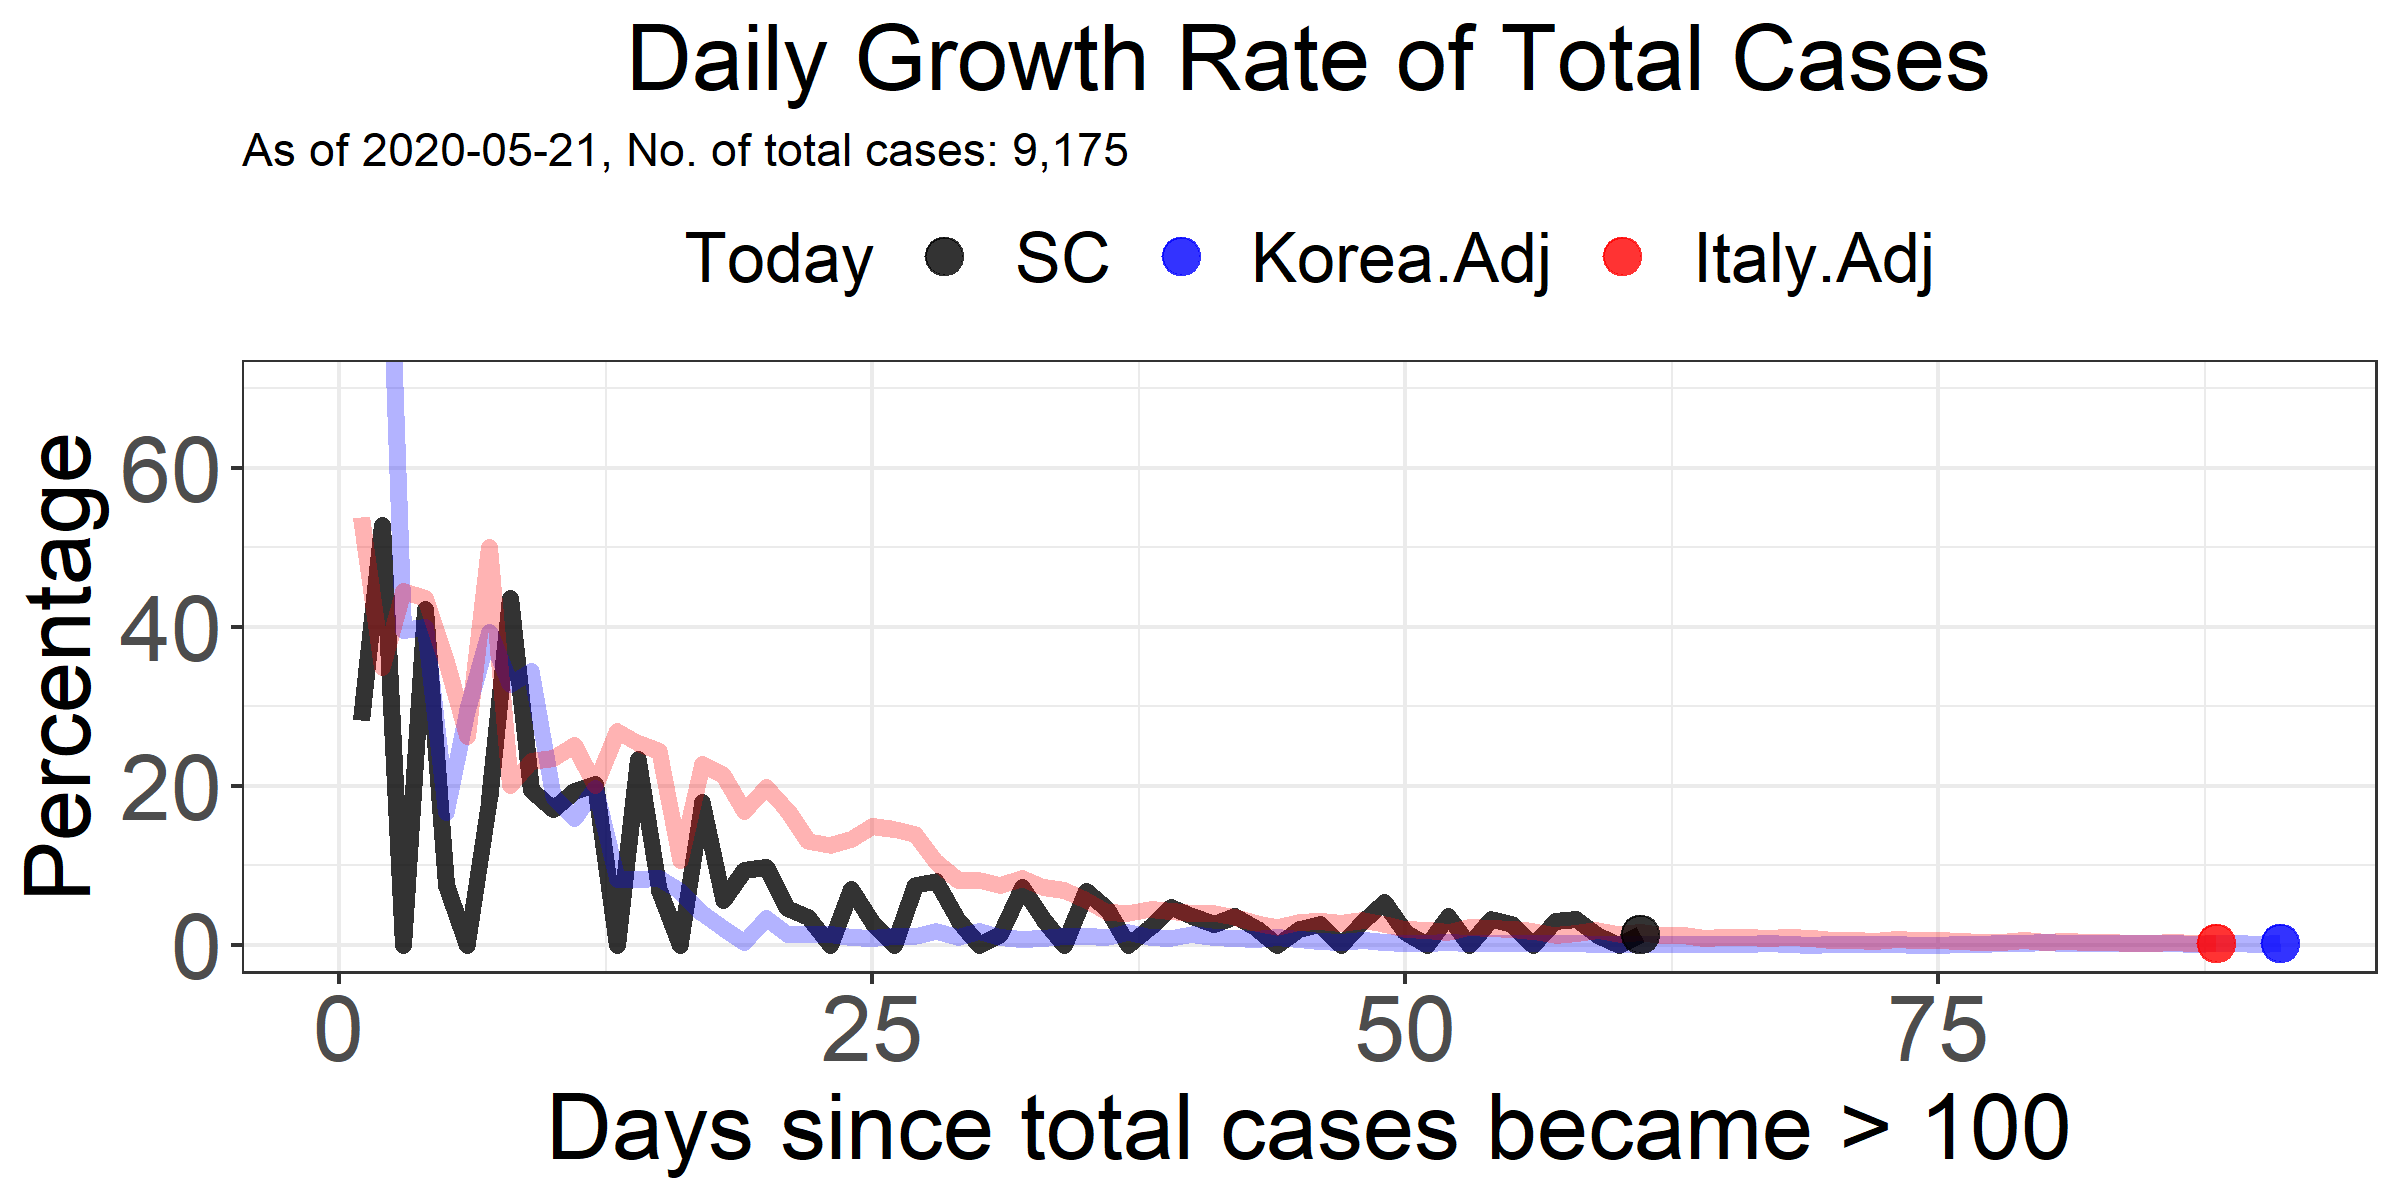 Daily Growth Rate of Total Cases
As of 2020-05-21, No. of total cases: 9,175
Today SC Korea.Adj Italy.Adj
Percentage
60
40
20
0
0 25 50 75
Days since total cases became > 100